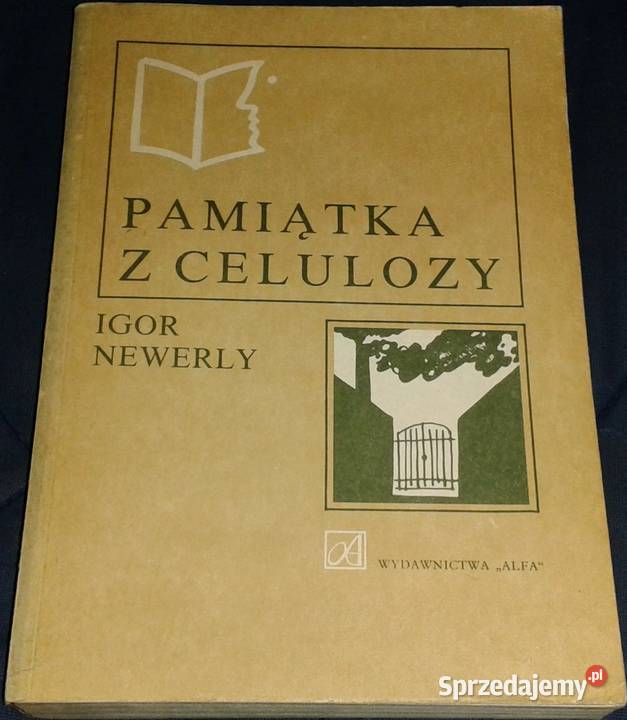 PAMIĄTKA
Z CELULOZY
IGOR
NEWERLY
WYDAWNICTWA „ALFA"
Sprzedajemy.pl